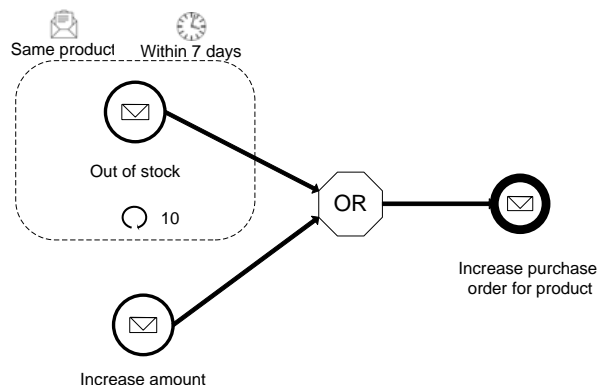 Same product
Within 7 days
Out of stock
10
OR
Increase purchase
order for product
Increase amount